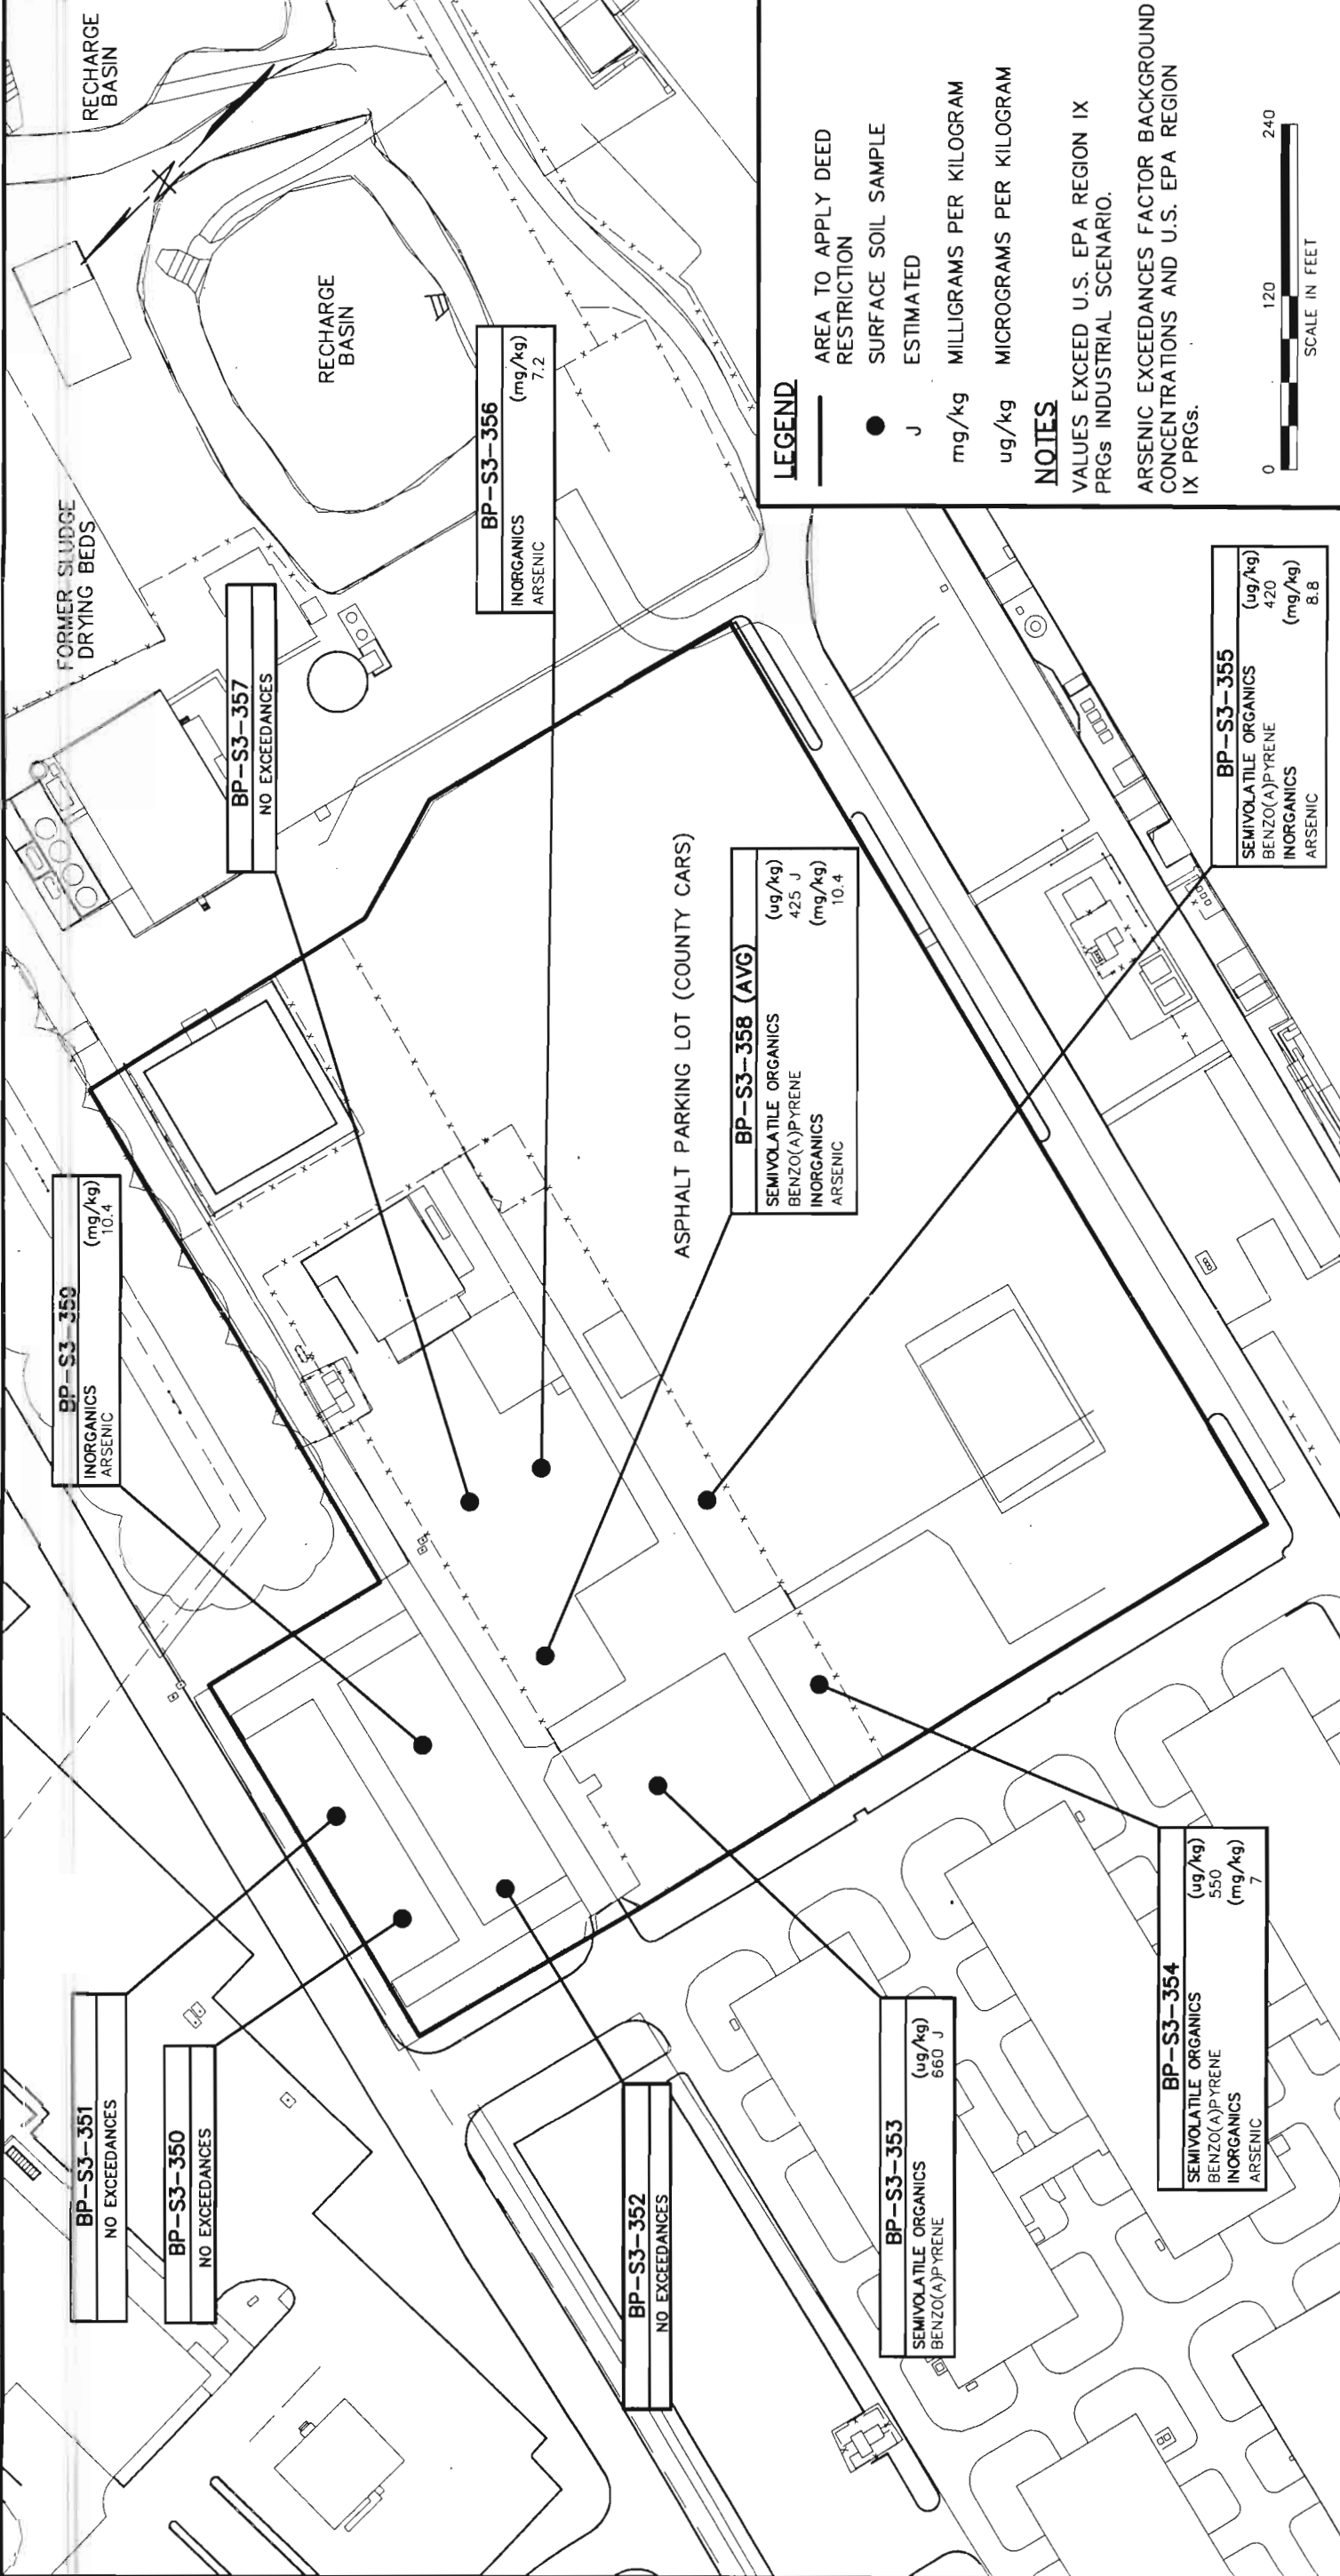 RECHARGE
BASIN
RECHARGE
BASIN
FORMER SLUDGE
DRYING BEDS
BP-S3-351
NO EXCEEDANCES
BP-S3-350
NO EXCEEDANCES
BP-S3-359
INORGANICS (mg/kg)
ARSENIC 10.4
BP-S3-357
NO EXCEEDANCES
BP-S3-356
INORGANICS (mg/kg)
ARSENIC 7.2
BP-S3-352
NO EXCEEDANCES
ASPHALT PARKING LOT (COUNTY CARS)
BP-S3-358 (AVG)
SEMIVOLATILE ORGANICS (ug/kg)
BENZO(A)PYRENE 425 J
INORGANICS (mg/kg)
ARSENIC 10.4
BP-S3-353
SEMIVOLATILE ORGANICS (ug/kg)
BENZO(A)PYRENE 660 J
BP-S3-354
SEMIVOLATILE ORGANICS (ug/kg)
BENZO(A)PYRENE 550
INORGANICS (mg/kg)
ARSENIC 7
BP-S3-355
SEMIVOLATILE ORGANICS (ug/kg)
BENZO(A)PYRENE 420
INORGANICS (mg/kg)
ARSENIC 8.8
LEGEND
AREA TO APPLY DEED
RESTRICTION
SURFACE SOIL SAMPLE
J ESTIMATED
mg/kg MILLIGRAMS PER KILOGRAM
ug/kg MICROGRAMS PER KILOGRAM
NOTES
VALUES EXCEED U.S. EPA REGION IX
PRGs INDUSTRIAL SCENARIO.
ARSENIC EXCEEDANCES FACTOR BACKGROUND
CONCENTRATIONS AND U.S. EPA REGION
IX PRGs.
0 120 240
SCALE IN FEET